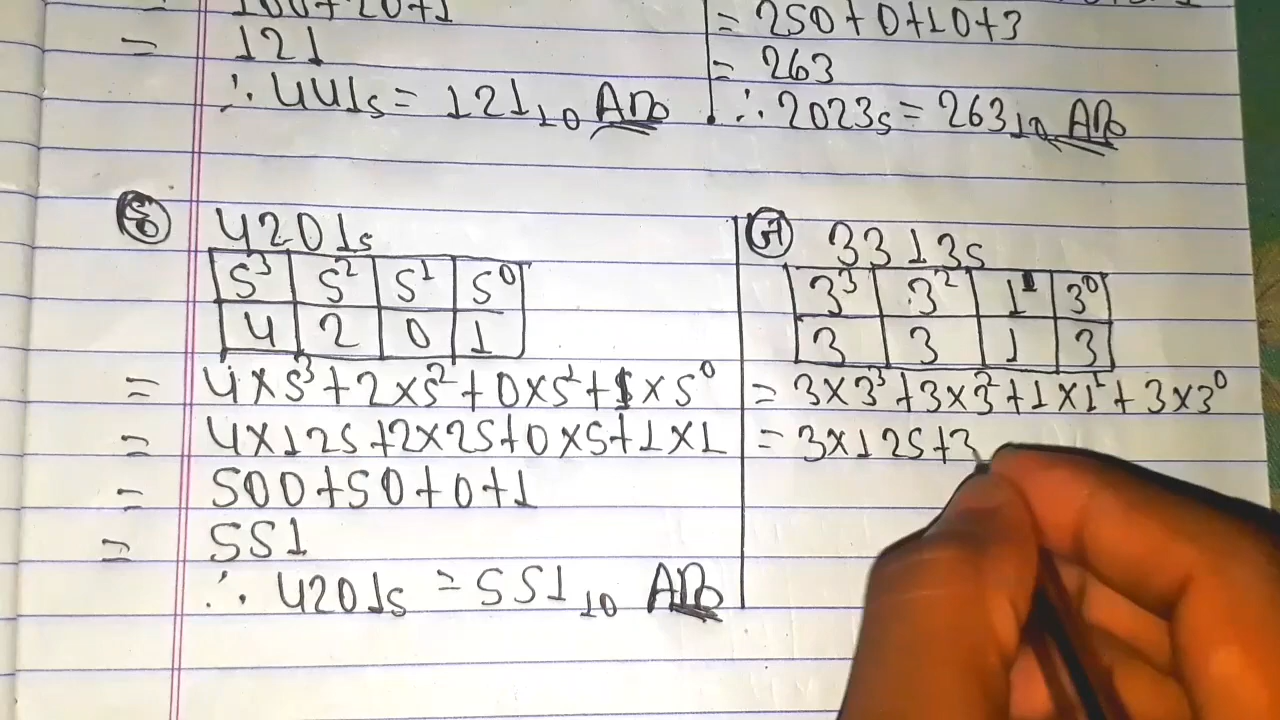 100+20+1
= 121
∴ 441₅ = 121₁₀ Ans
= 250+0+10+3
= 263
∴ 2023₅ = 263₁₀ Ans
4201₅
5³ 5² 5¹ 5⁰
4 2 0 1
= 4×5³+2×5²+0×5¹+1×5⁰
= 4×125+2×25+0×5+1×1
= 500+50+0+1
= 551
∴ 4201₅ = 551₁₀ Ans
3313₅
3³ 3² 1¹ 3⁰
3 3 1 3
= 3×3³+3×3²+1×1¹+3×3⁰
= 3×125+3